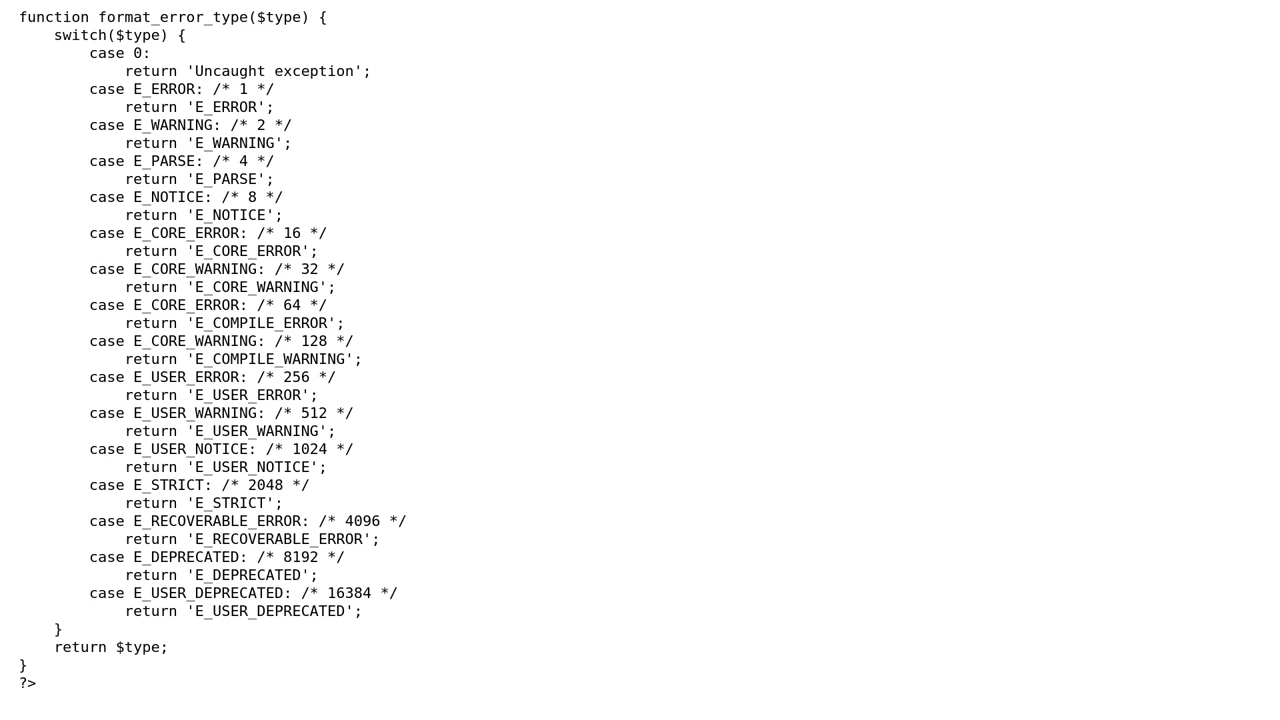 function format_error_type($type) {
    switch($type) {
        case 0:
            return 'Uncaught exception';
        case E_ERROR: /* 1 */
            return 'E_ERROR';
        case E_WARNING: /* 2 */
            return 'E_WARNING';
        case E_PARSE: /* 4 */
            return 'E_PARSE';
        case E_NOTICE: /* 8 */
            return 'E_NOTICE';
        case E_CORE_ERROR: /* 16 */
            return 'E_CORE_ERROR';
        case E_CORE_WARNING: /* 32 */
            return 'E_CORE_WARNING';
        case E_CORE_ERROR: /* 64 */
            return 'E_COMPILE_ERROR';
        case E_CORE_WARNING: /* 128 */
            return 'E_COMPILE_WARNING';
        case E_USER_ERROR: /* 256 */
            return 'E_USER_ERROR';
        case E_USER_WARNING: /* 512 */
            return 'E_USER_WARNING';
        case E_USER_NOTICE: /* 1024 */
            return 'E_USER_NOTICE';
        case E_STRICT: /* 2048 */
            return 'E_STRICT';
        case E_RECOVERABLE_ERROR: /* 4096 */
            return 'E_RECOVERABLE_ERROR';
        case E_DEPRECATED: /* 8192 */
            return 'E_DEPRECATED';
        case E_USER_DEPRECATED: /* 16384 */
            return 'E_USER_DEPRECATED';
    }
    return $type;
}
?>